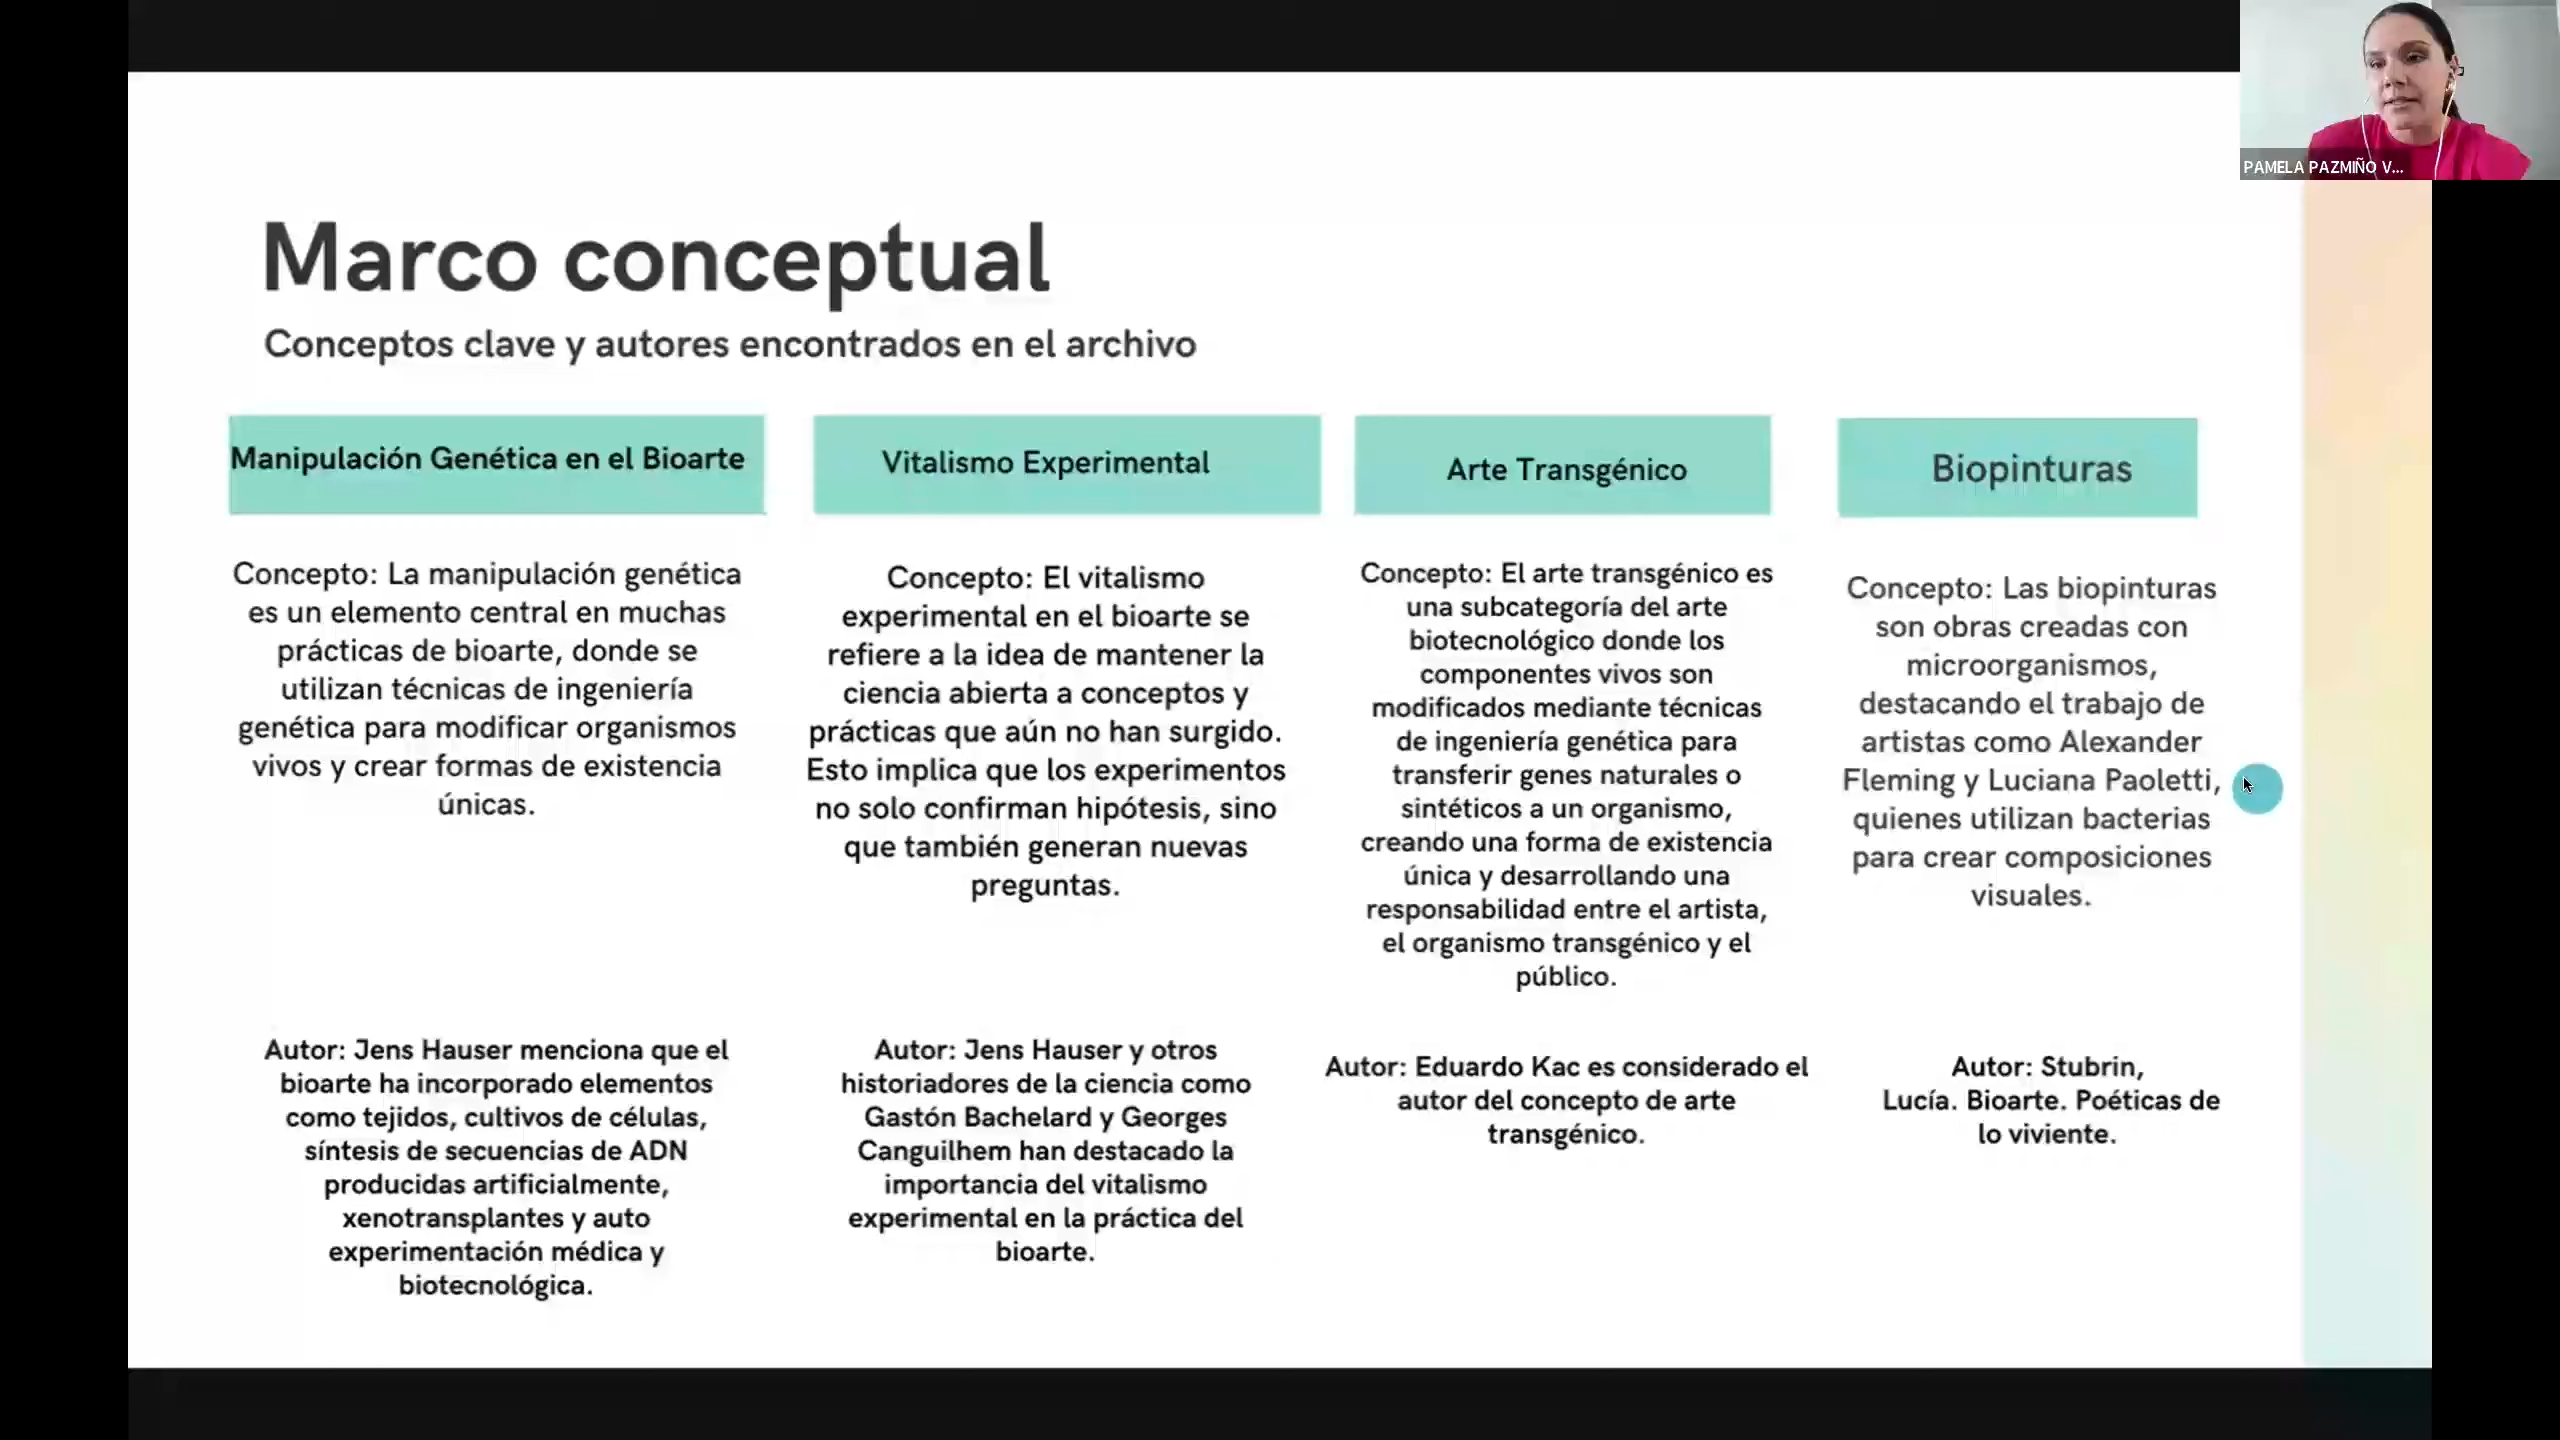 PAMELA PAZMIÑO V...
Marco conceptual
Conceptos clave y autores encontrados en el archivo
Manipulación Genética en el Bioarte
Concepto: La manipulación genética
es un elemento central en muchas
prácticas de bioarte, donde se
utilizan técnicas de ingeniería
genética para modificar organismos
vivos y crear formas de existencia
únicas.
Autor: Jens Hauser menciona que el
bioarte ha incorporado elementos
como tejidos, cultivos de células,
síntesis de secuencias de ADN
producidas artificialmente,
xenotransplantes y auto
experimentación médica y
biotecnológica.
Vitalismo Experimental
Concepto: El vitalismo
experimental en el bioarte se
refiere a la idea de mantener la
ciencia abierta a conceptos y
prácticas que aún no han surgido.
Esto implica que los experimentos
no solo confirman hipótesis, sino
que también generan nuevas
preguntas.
Autor: Jens Hauser y otros
historiadores de la ciencia como
Gastón Bachelard y Georges
Canguilhem han destacado la
importancia del vitalismo
experimental en la práctica del
bioarte.
Arte Transgénico
Concepto: El arte transgénico es
una subcategoría del arte
biotecnológico donde los
componentes vivos son
modificados mediante técnicas
de ingeniería genética para
transferir genes naturales o
sintéticos a un organismo,
creando una forma de existencia
única y desarrollando una
responsabilidad entre el artista,
el organismo transgénico y el
público.
Autor: Eduardo Kac es considerado el
autor del concepto de arte
transgénico.
Biopinturas
Concepto: Las biopinturas
son obras creadas con
microorganismos,
destacando el trabajo de
artistas como Alexander
Fleming y Luciana Paoletti,
quienes utilizan bacterias
para crear composiciones
visuales.
Autor: Stubrin,
Lucía. Bioarte. Poéticas de
lo viviente.